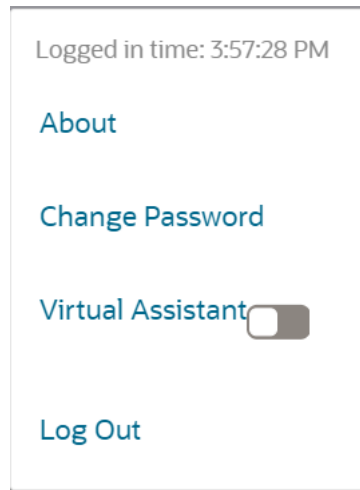 Logged in time: 3:57:28 PM
About
Change Password
Virtual Assistant
Log Out